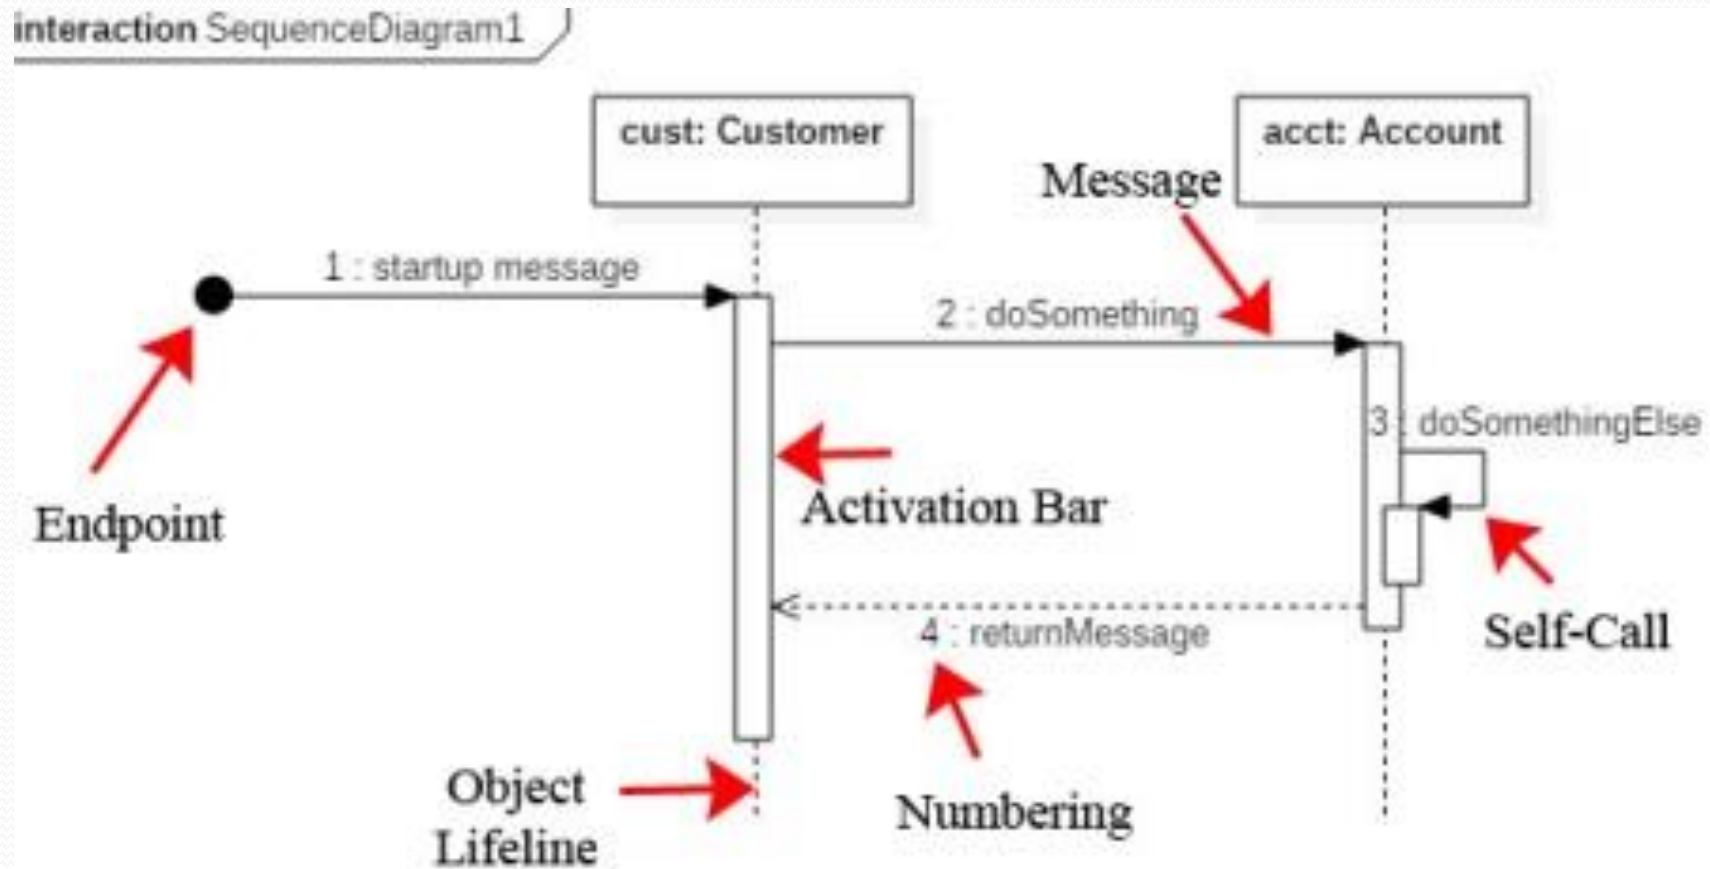 interaction SequenceDiagram1
cust: Customer
acct: Account
Message
1 : startup message
2 : doSomething
3 : doSomethingElse
Endpoint
Activation Bar
4 : returnMessage
Self-Call
Object
Lifeline
Numbering